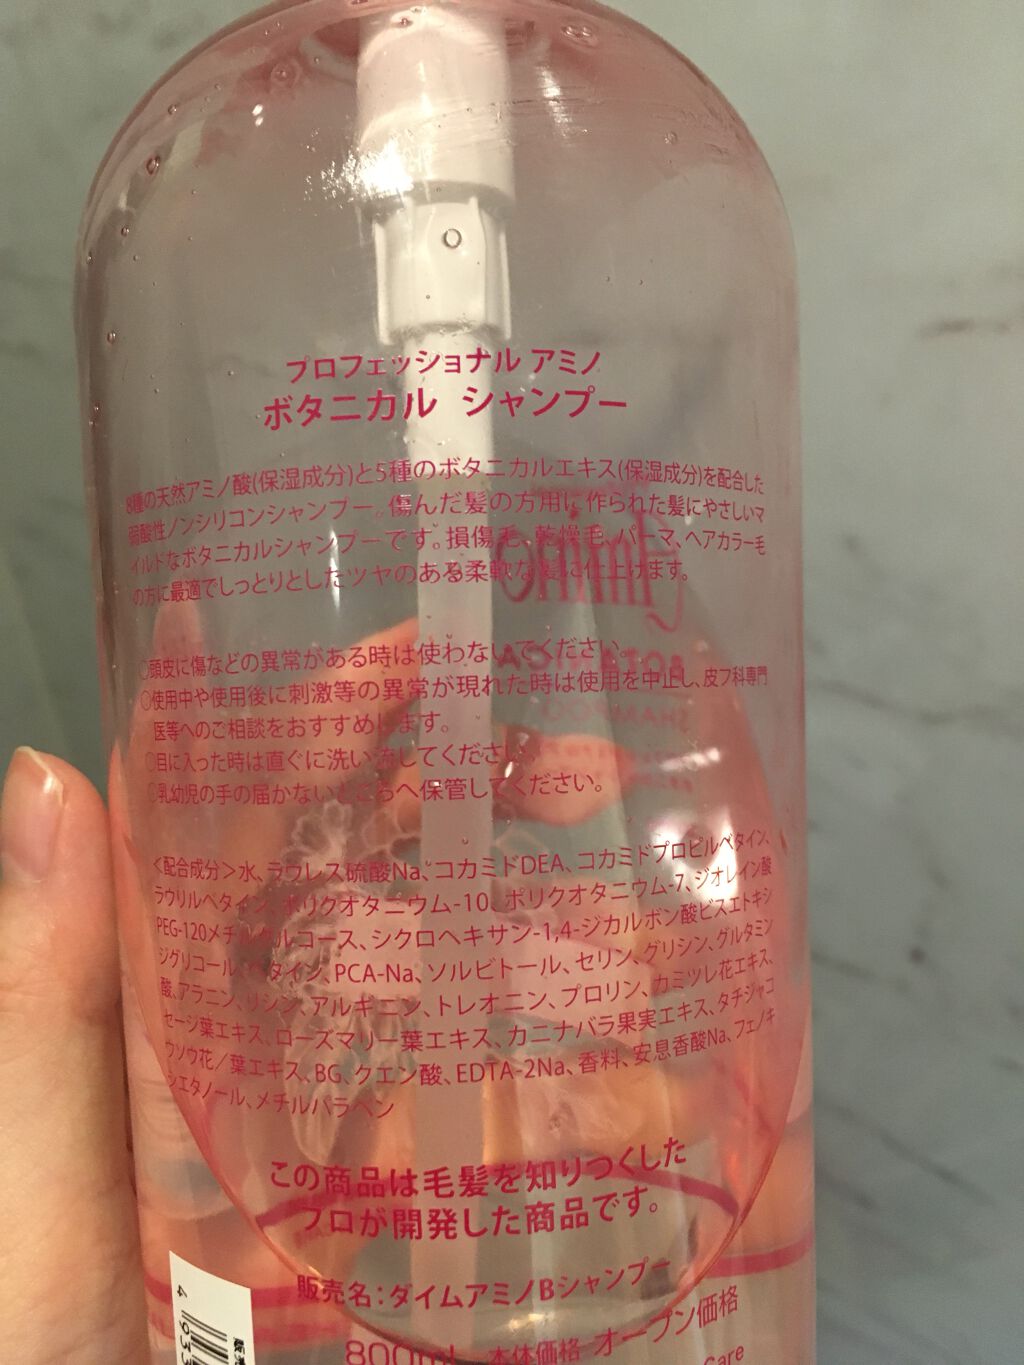 プロフェッショナル アミノ
ボタニカル シャンプー
8種の天然アミノ酸(保湿成分)と5種のボタニカルエキス(保湿成分)を配合した
弱酸性ノンシリコンシャンプー。傷んだ髪の方用に作られた髪にやさしいマ
イルドなボタニカルシャンプーです。損傷毛、乾燥毛、パーマ、ヘアカラー毛
の方に最適でしっとりとしたツヤのある柔軟な髪に仕上げます。
○頭皮に傷などの異常がある時は使わないでください。
○使用中や使用後に刺激等の異常が現れた時は使用を中止し、皮フ科専門
医等へのご相談をおすすめします。
○目に入った時は直ぐに洗い流してください。
○乳幼児の手の届かないところへ保管してください。
<配合成分>水、ラウレス硫酸Na、コカミドDEA、コカミドプロピルベタイン、
ラウリルベタイン、ポリクオタニウム-10、ポリクオタニウム-7、ジオレイン酸
PEG-120メチルグルコース、シクロヘキサン-1,4-ジカルボン酸ビスエトキシ
ジグリコール、ベタイン、PCA-Na、ソルビトール、セリン、グリシン、グルタミン
酸、アラニン、リシン、アルギニン、トレオニン、プロリン、カミツレ花エキス、
セージ葉エキス、ローズマリー葉エキス、カニナバラ果実エキス、タチジャコ
ウソウ花/葉エキス、BG、クエン酸、EDTA-2Na、香料、安息香酸Na、フェノキ
シエタノール、メチルパラベン
この商品は毛髪を知りつくした
プロが開発した商品です。
販売名：ダイムアミノBシャンプー
800mL 本体価格 オープン価格
Care
4 933
販売